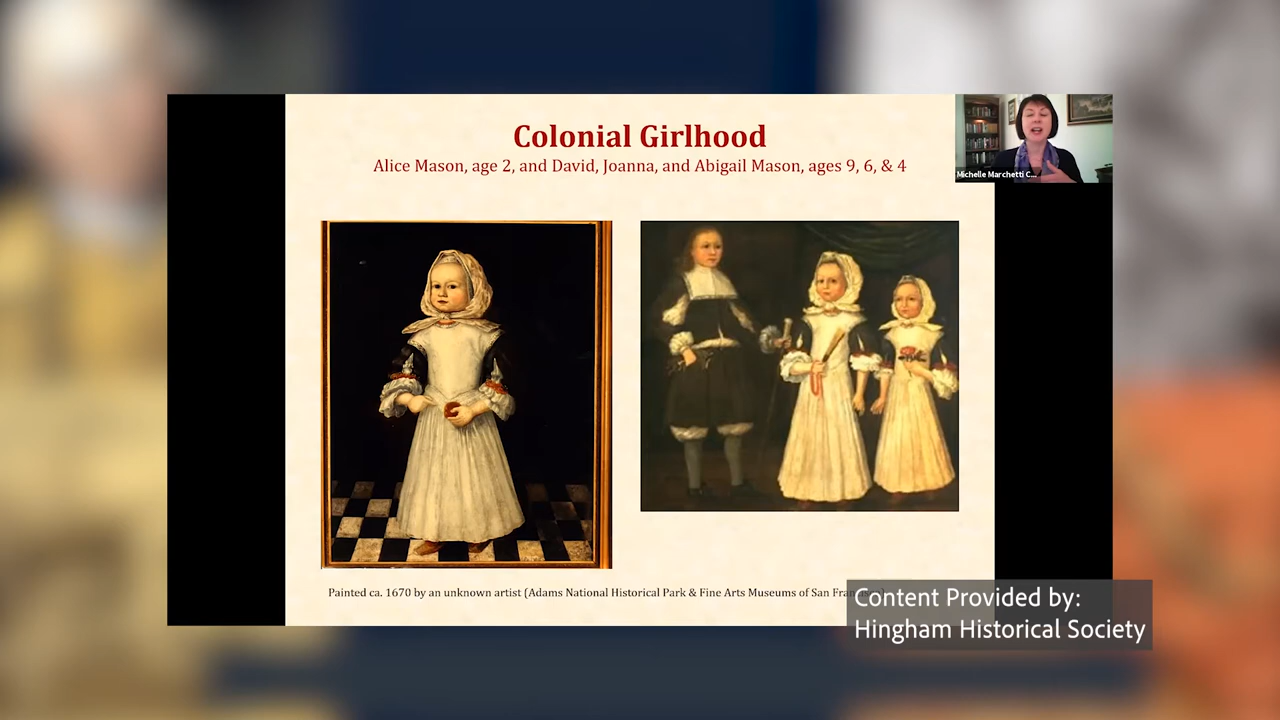 Colonial Girlhood
Alice Mason, age 2, and David, Joanna, and Abigail Mason, ages 9, 6, & 4
Michelle Marchetti C...
Painted ca. 1670 by an unknown artist (Adams National Historical Park & Fine Arts Museums of San
Content Provided by:
Hingham Historical Society